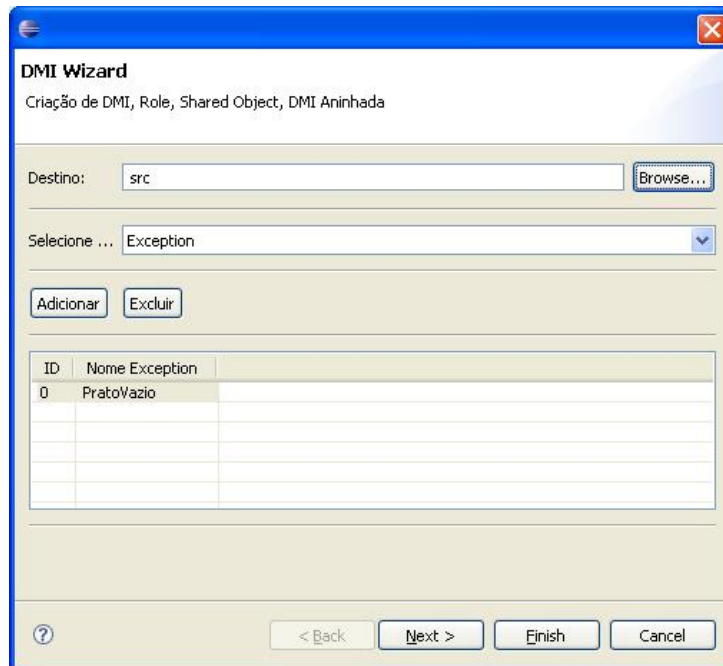 DMI Wizard
Criação de DMI, Role, Shared Object, DMI Aninhada
Destino: src Browse...
Selecione ... Exception
Adicionar Excluir
ID Nome Exception
0 PratoVazio
< Back Next > Finish Cancel